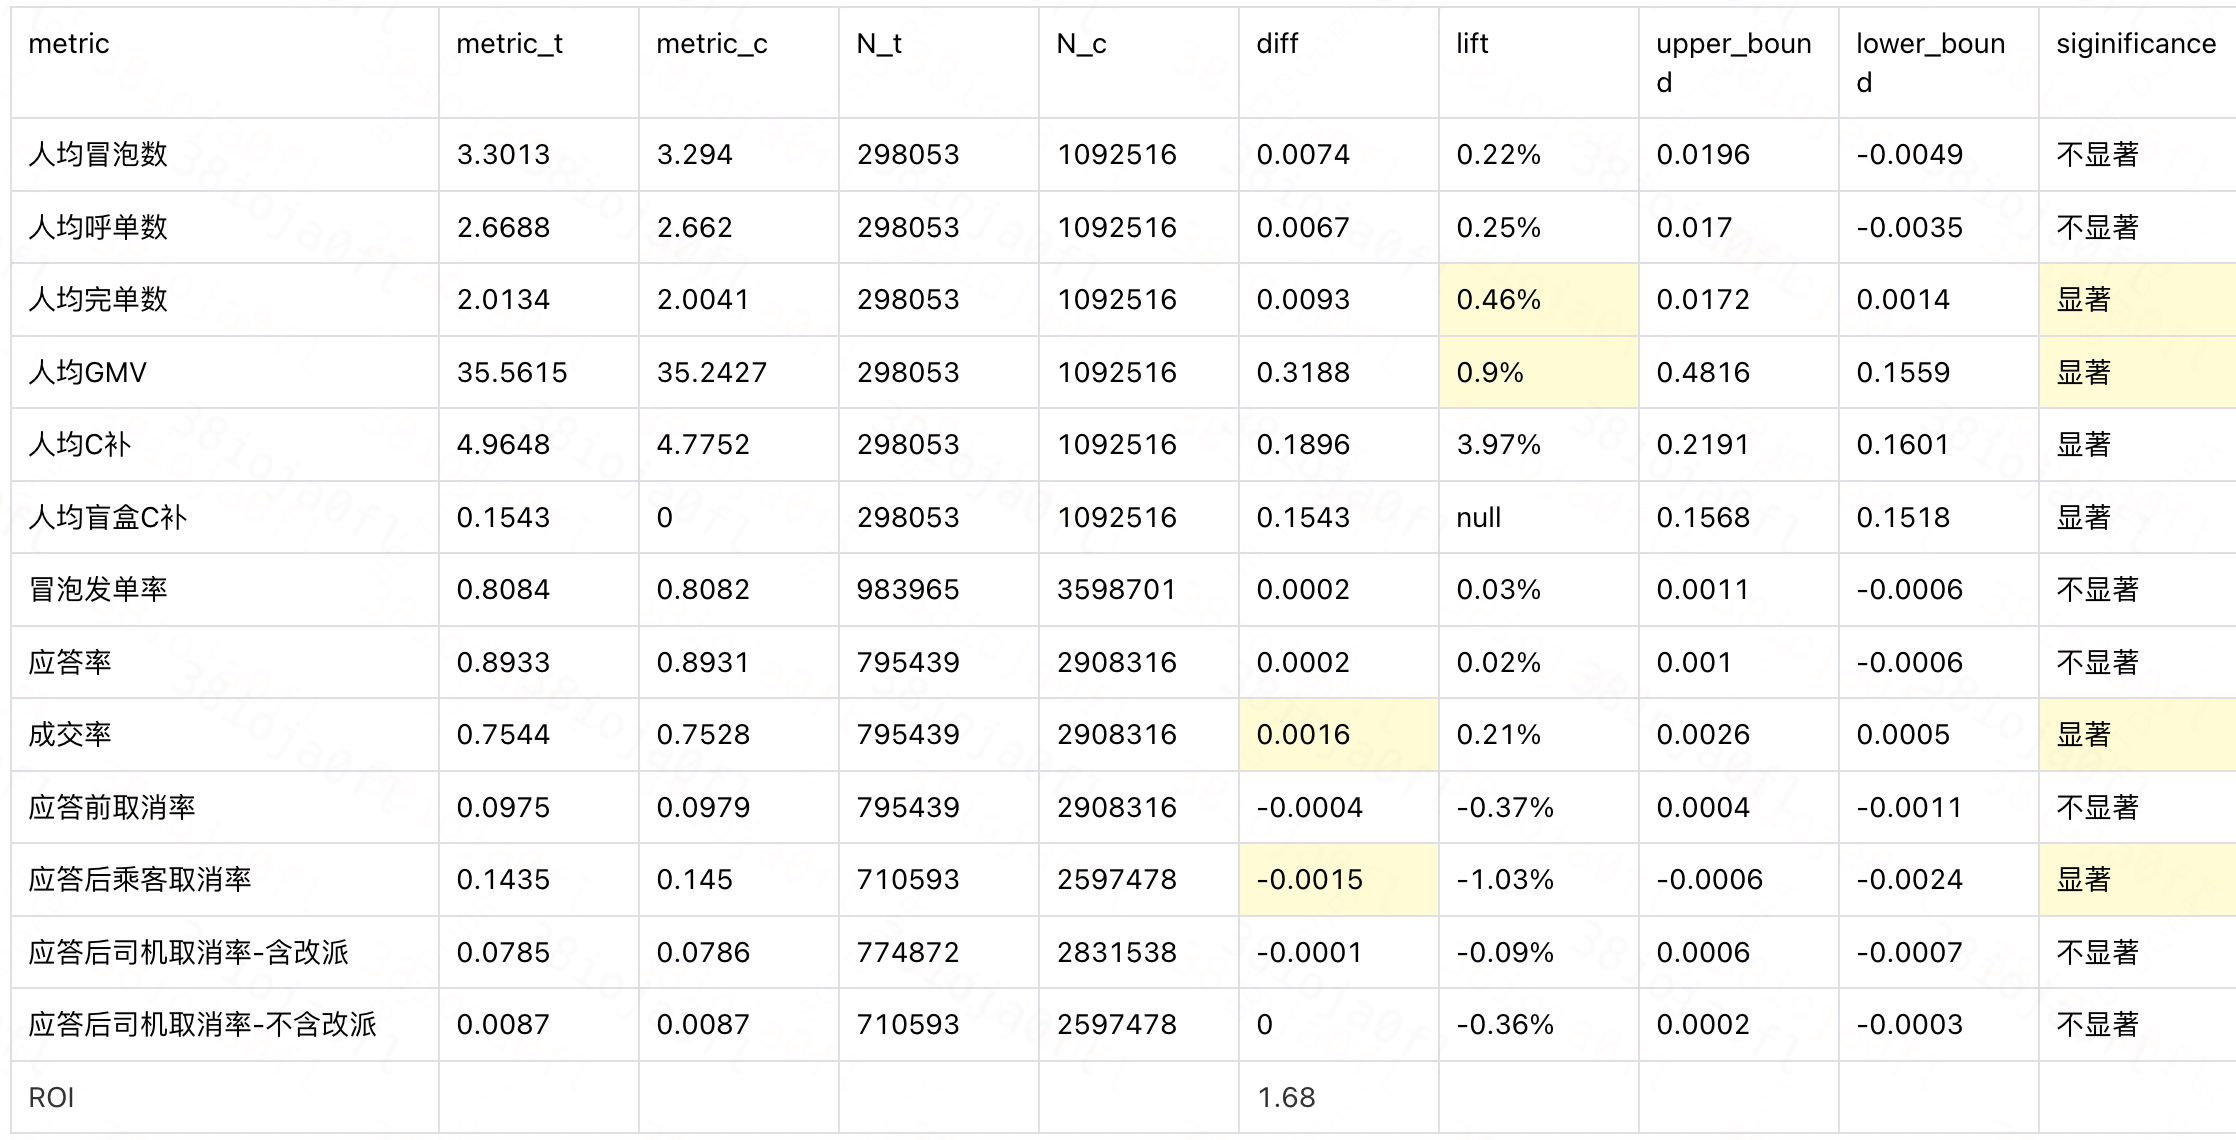 metric metric_t metric_c N_t N_c diff lift upper_bound lower_bound siginificance
人均冒泡数 3.3013 3.294 298053 1092516 0.0074 0.22% 0.0196 -0.0049 不显著
人均呼单数 2.6688 2.662 298053 1092516 0.0067 0.25% 0.017 -0.0035 不显著
人均完单数 2.0134 2.0041 298053 1092516 0.0093 0.46% 0.0172 0.0014 显著
人均GMV 35.5615 35.2427 298053 1092516 0.3188 0.9% 0.4816 0.1559 显著
人均C补 4.9648 4.7752 298053 1092516 0.1896 3.97% 0.2191 0.1601 显著
人均盲盒C补 0.1543 0 298053 1092516 0.1543 null 0.1568 0.1518 显著
冒泡发单率 0.8084 0.8082 983965 3598701 0.0002 0.03% 0.0011 -0.0006 不显著
应答率 0.8933 0.8931 795439 2908316 0.0002 0.02% 0.001 -0.0006 不显著
成交率 0.7544 0.7528 795439 2908316 0.0016 0.21% 0.0026 0.0005 显著
应答前取消率 0.0975 0.0979 795439 2908316 -0.0004 -0.37% 0.0004 -0.0011 不显著
应答后乘客取消率 0.1435 0.145 710593 2597478 -0.0015 -1.03% -0.0006 -0.0024 显著
应答后司机取消率-含改派 0.0785 0.0786 774872 2831538 -0.0001 -0.09% 0.0006 -0.0007 不显著
应答后司机取消率-不含改派 0.0087 0.0087 710593 2597478 0 -0.36% 0.0002 -0.0003 不显著
ROI 1.68